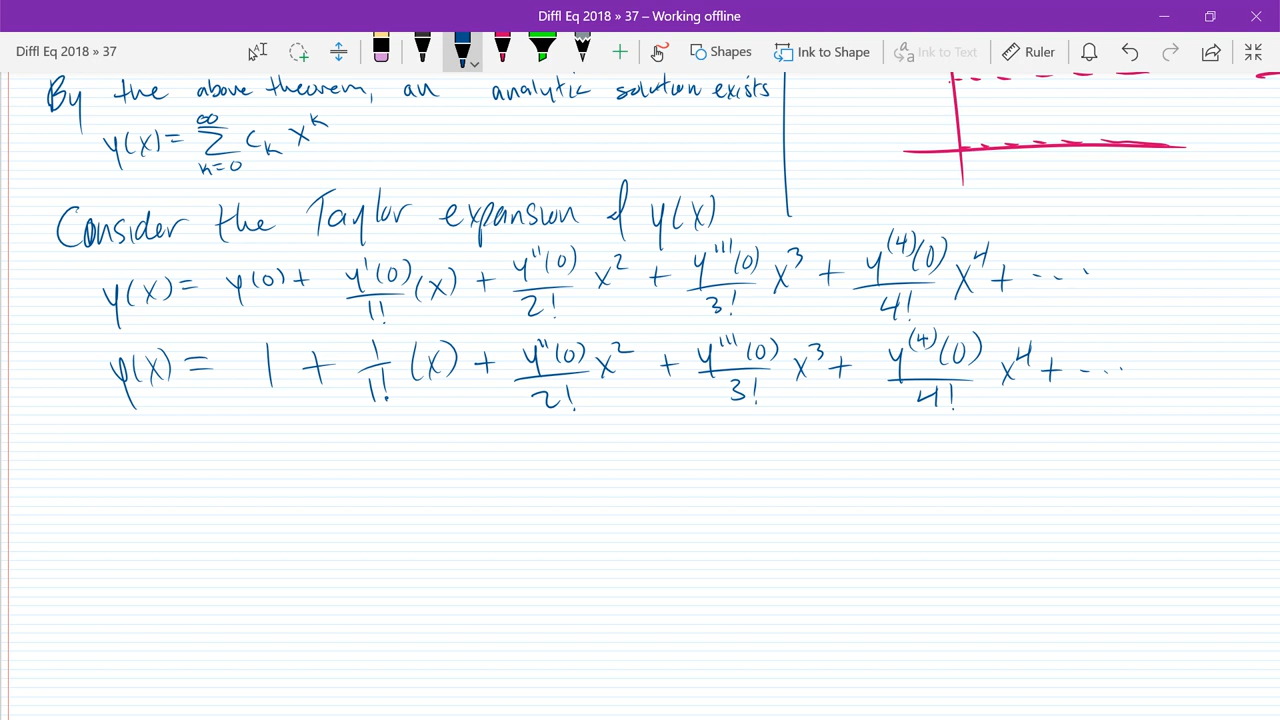 Diffl Eq 2018 » 37 – Working offline
Diffl Eq 2018 » 37
Shapes
Ink to Shape
Ink to Text
Ruler
By the above theorem, an analytic solution exists
y(x) = ∑_{k=0}^{∞} c_k x^k
Consider the Taylor expansion of y(x)
y(x) = y(0) + y'(0)/1! (x) + y''(0)/2! x^2 + y'''(0)/3! x^3 + y^(4)(0)/4! x^4 + ....
y(x) = 1 + 1/1! (x) + y''(0)/2! x^2 + y'''(0)/3! x^3 + y^(4)(0)/4! x^4 + ....